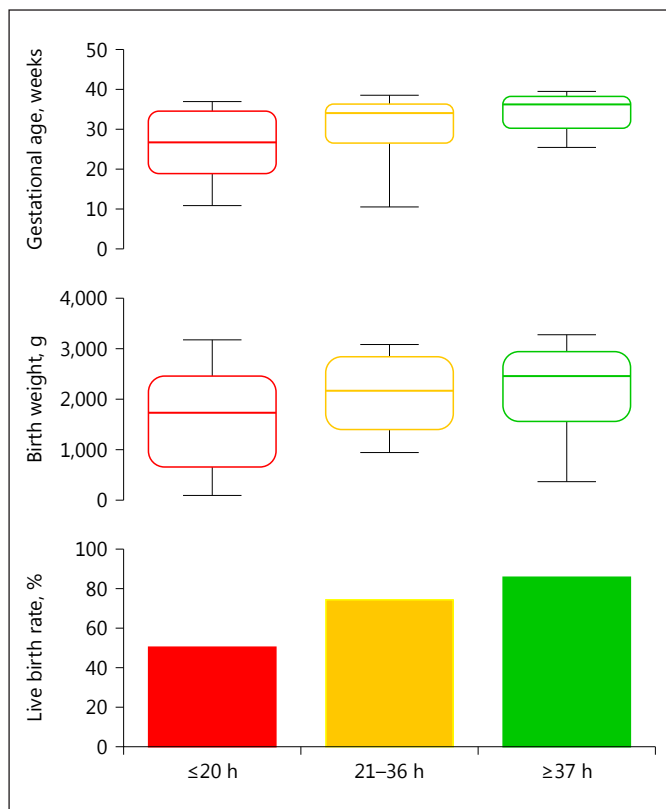 Gestational age, weeks
50
40
30
20
10
0
Birth weight, g
4,000
3,000
2,000
1,000
0
Live birth rate, %
100
80
60
40
20
0
≤20 h
21–36 h
≥37 h